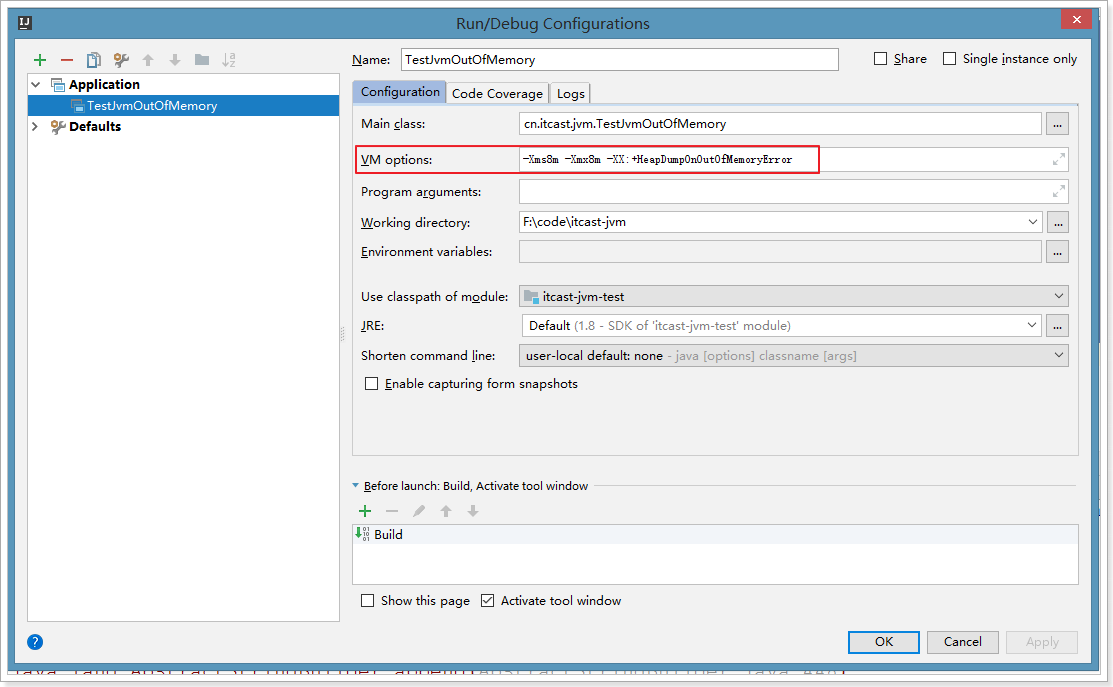 Run/Debug Configurations
Name: TestJvmOutOfMemory
Share
Single instance only
Application
TestJvmOutOfMemory
Defaults
Configuration Code Coverage Logs
Main class: cn.itcast.jvm.TestJvmOutOfMemory ...
VM options: -Xms8m -Xmx8m -XX:+HeapDumpOnOutOfMemoryError
Program arguments:
Working directory: F:\code\itcast-jvm ...
Environment variables: ...
Use classpath of module: itcast-jvm-test
JRE: Default (1.8 - SDK of 'itcast-jvm-test' module) ...
Shorten command line: user-local default: none - java [options] classname [args]
Enable capturing form snapshots
Before launch: Build, Activate tool window
Build
Show this page Activate tool window
? OK Cancel Apply